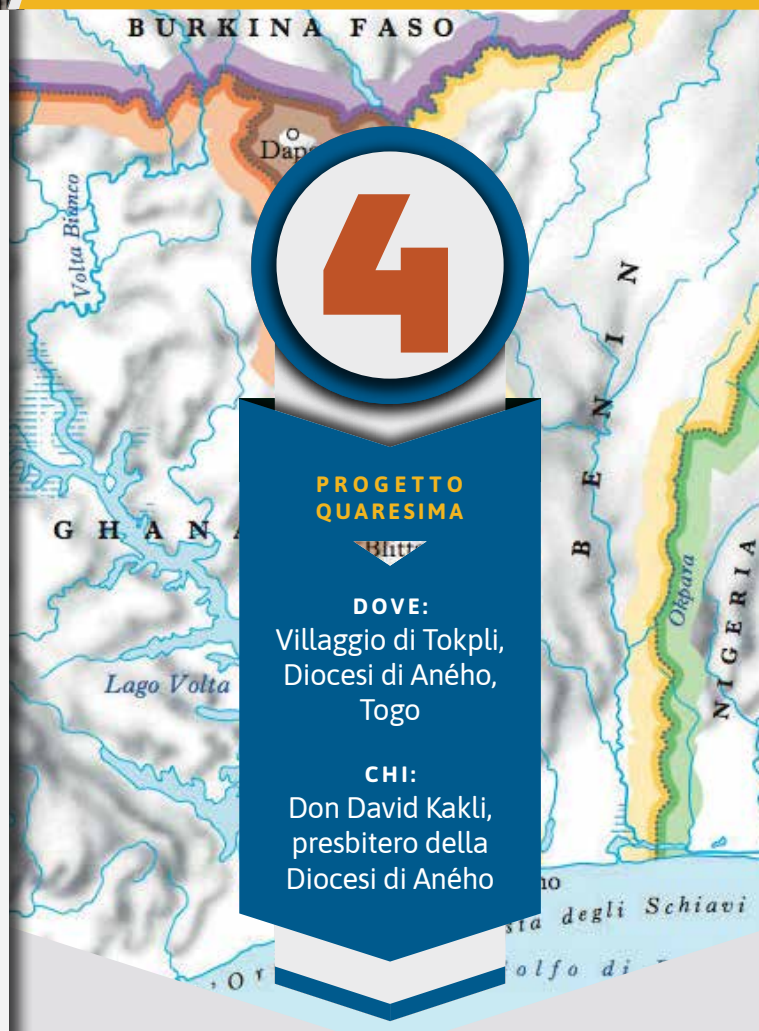 BURKINA FASO
Volta Bianco
4
BENIN
PROGETTO
QUARESIMA
GHANA
DOVE:
Villaggio di Tokpli,
Diocesi di Aného,
Togo
Okpara
NIGERIA
Lago Volta
CHI:
Don David Kakli,
presbitero della
Diocesi di Aného
degli Schiavi
di